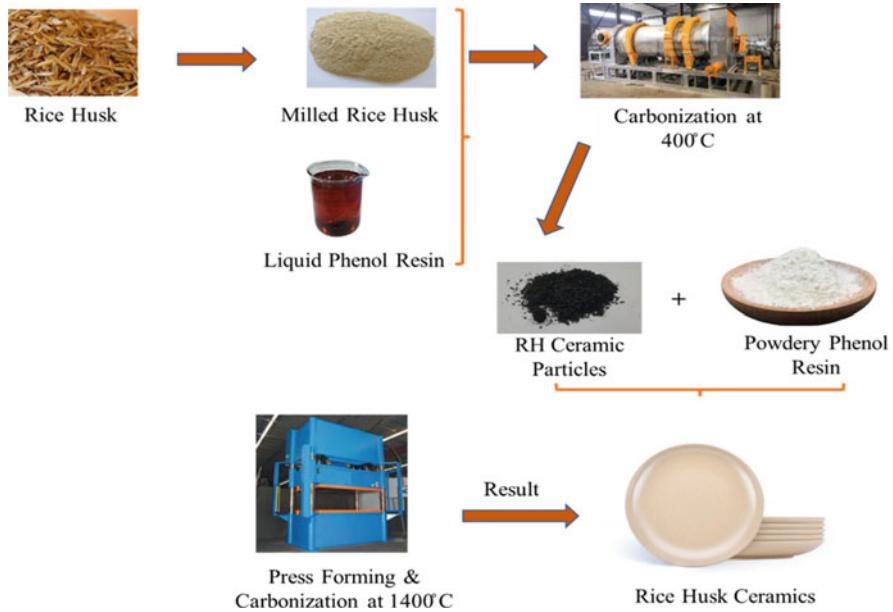 Rice Husk
Milled Rice Husk
Carbonization at
400°C
Liquid Phenol Resin
+
RH Ceramic
Particles
Powdery Phenol
Resin
Result
Press Forming &
Carbonization at 1400°C
Rice Husk Ceramics